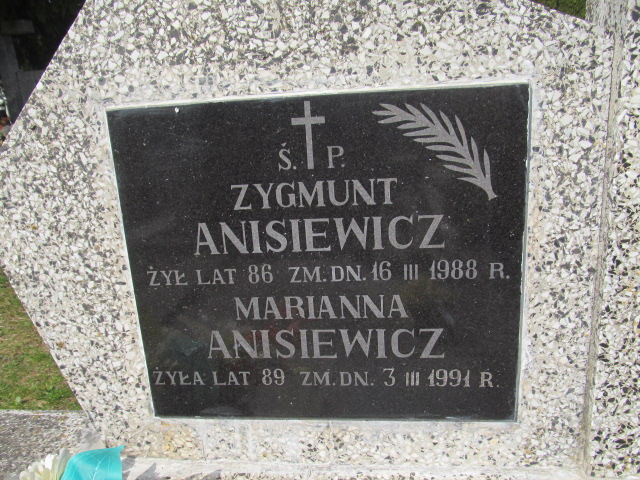 Ś. P.
ZYGMUNT
ANISIEWICZ
ŻYŁ LAT 86 ZM. DN. 16 III 1988 R.
MARIANNA
ANISIEWICZ
ŻYŁA LAT 89 ZM. DN. 3 III 1991 R.